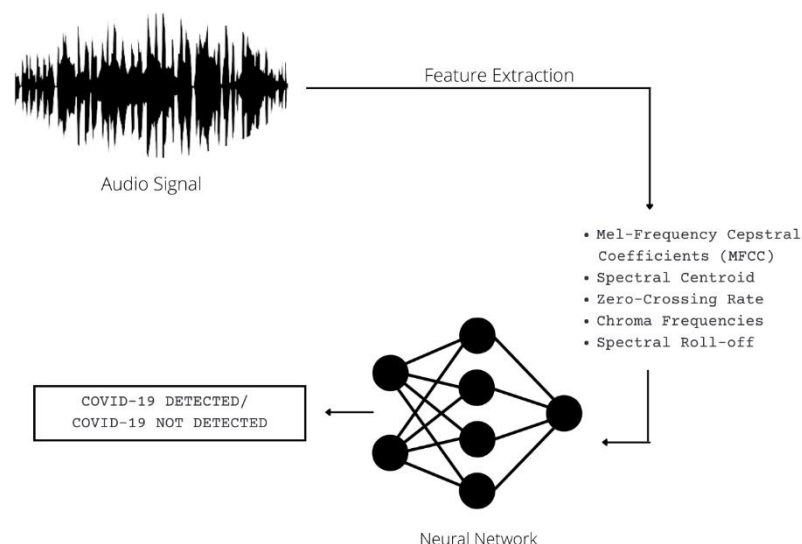 Feature Extraction
Audio Signal
• Mel-Frequency Cepstral
Coefficients (MFCC)
• Spectral Centroid
• Zero-Crossing Rate
• Chroma Frequencies
• Spectral Roll-off
COVID-19 DETECTED/
COVID-19 NOT DETECTED
Neural Network